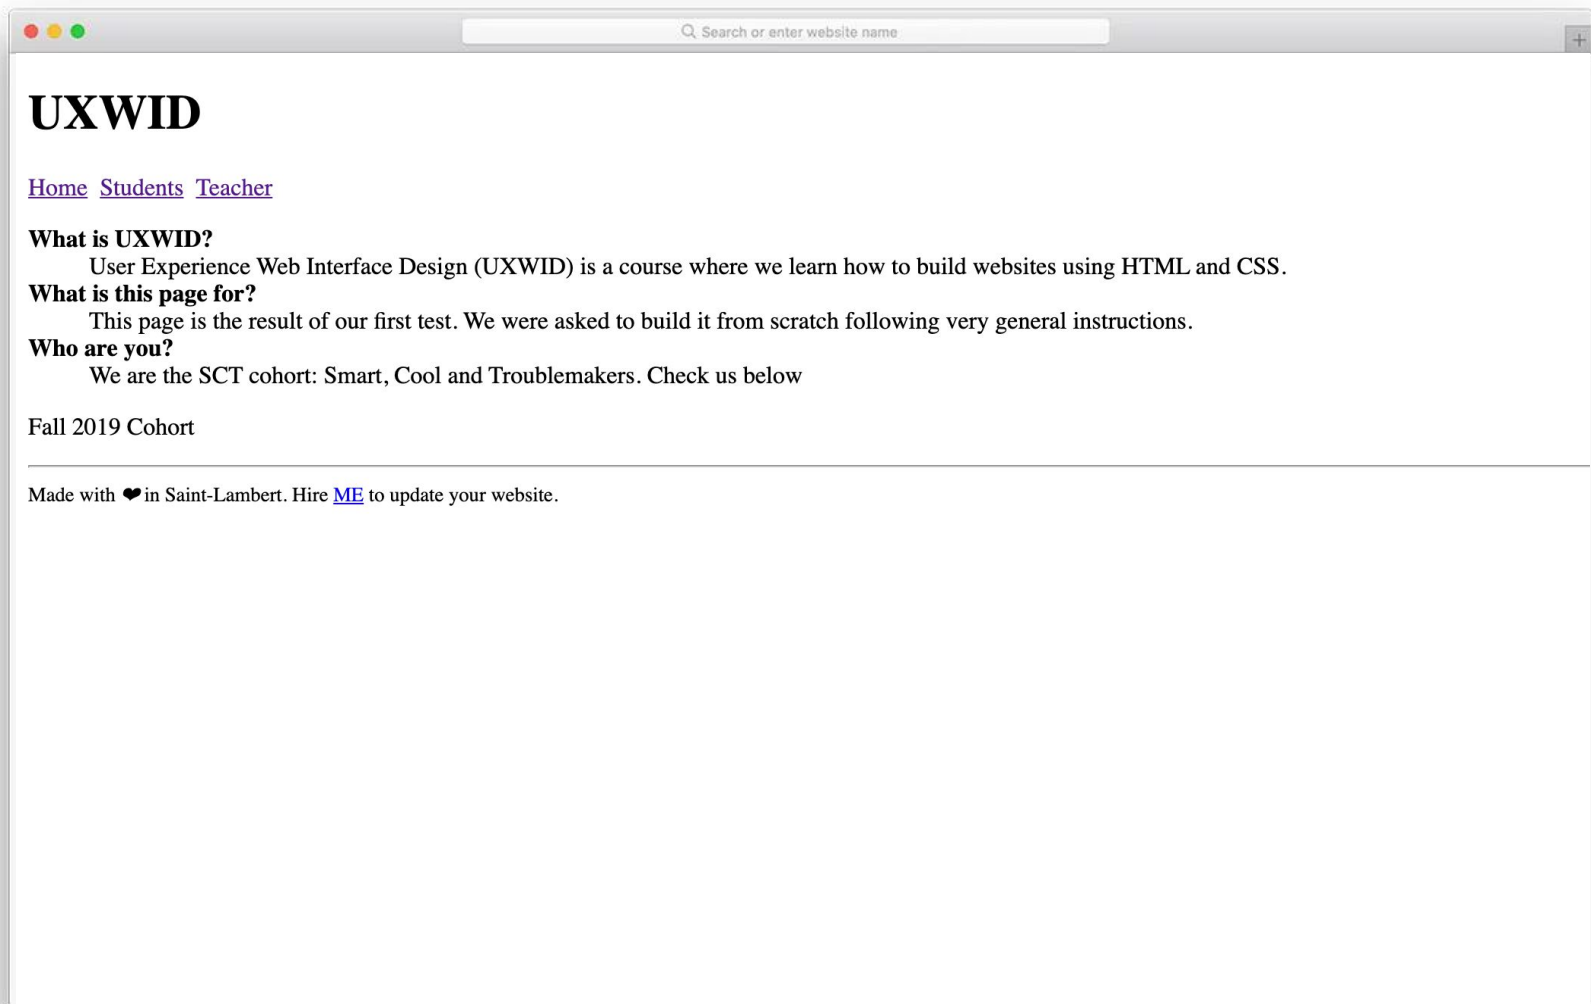 Search or enter website name
UXWID
Home Students Teacher
What is UXWID?
User Experience Web Interface Design (UXWID) is a course where we learn how to build websites using HTML and CSS.
What is this page for?
This page is the result of our first test. We were asked to build it from scratch following very general instructions.
Who are you?
We are the SCT cohort: Smart, Cool and Troublemakers. Check us below
Fall 2019 Cohort
Made with ❤ in Saint-Lambert. Hire ME to update your website.